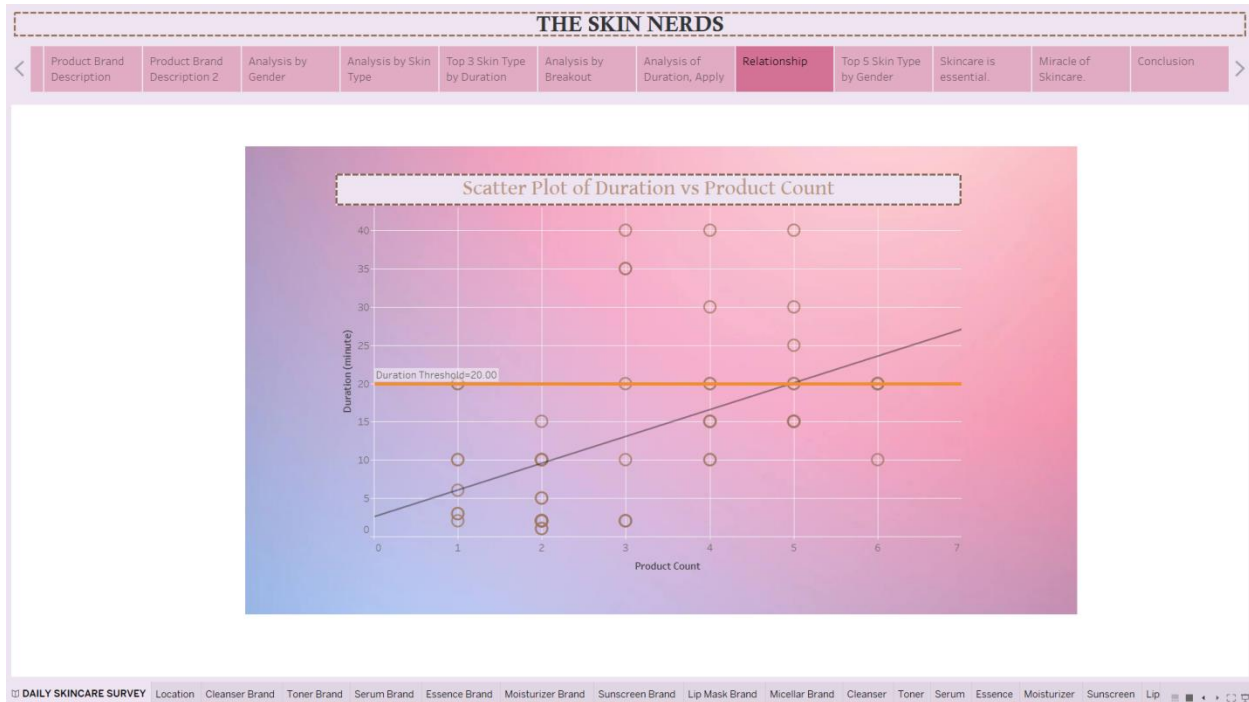 THE SKIN NERDS
Product Brand Description
Product Brand Description 2
Analysis by Gender
Analysis by Skin Type
Top 3 Skin Type by Duration
Analysis by Breakout
Analysis of Duration, Apply
Relationship
Top 5 Skin Type by Gender
Skincare is essential.
Miracle of Skincare.
Conclusion
Scatter Plot of Duration vs Product Count
40
35
30
25
20
15
10
5
0
Duration (minute)
Duration Threshold=20.00
0 1 2 3 4 5 6 7
Product Count
DAILY SKINCARE SURVEY Location Cleanser Brand Toner Brand Serum Brand Essence Brand Moisturizer Brand Sunscreen Brand Lip Mask Brand Micellar Brand Cleanser Toner Serum Essence Moisturizer Sunscreen Lip